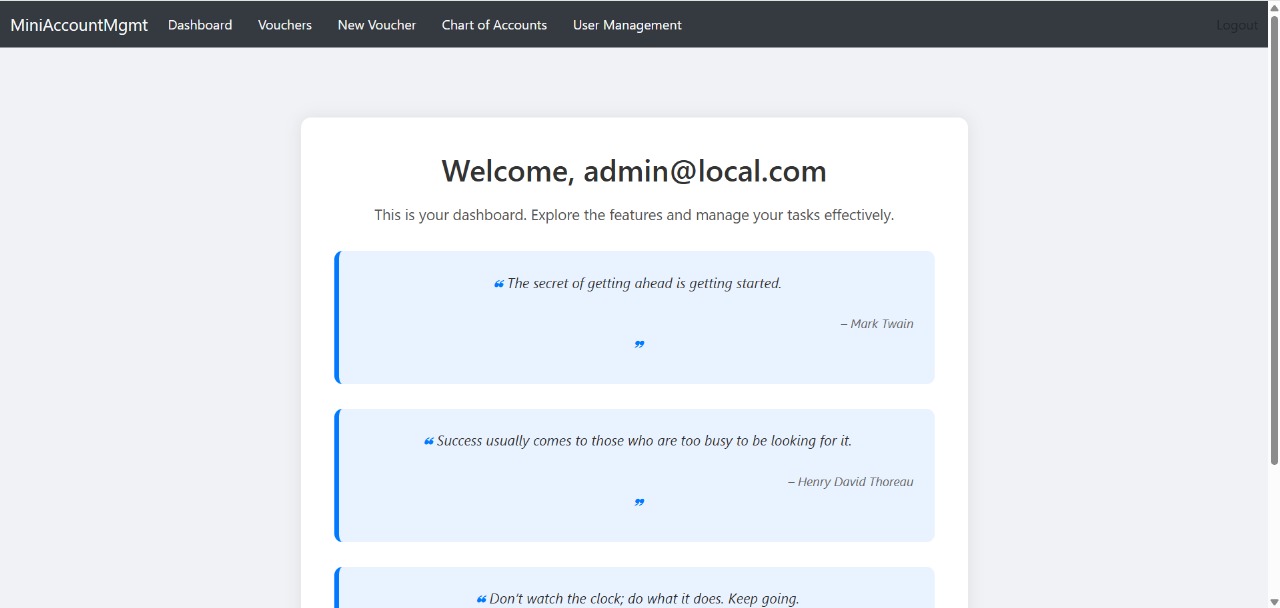 MiniAccountMgmt Dashboard Vouchers New Voucher Chart of Accounts User Management Logout
Welcome, admin@local.com
This is your dashboard. Explore the features and manage your tasks effectively.
❝ The secret of getting ahead is getting started.
– Mark Twain
❞
❝ Success usually comes to those who are too busy to be looking for it.
– Henry David Thoreau
❞
❝ Don't watch the clock; do what it does. Keep going.